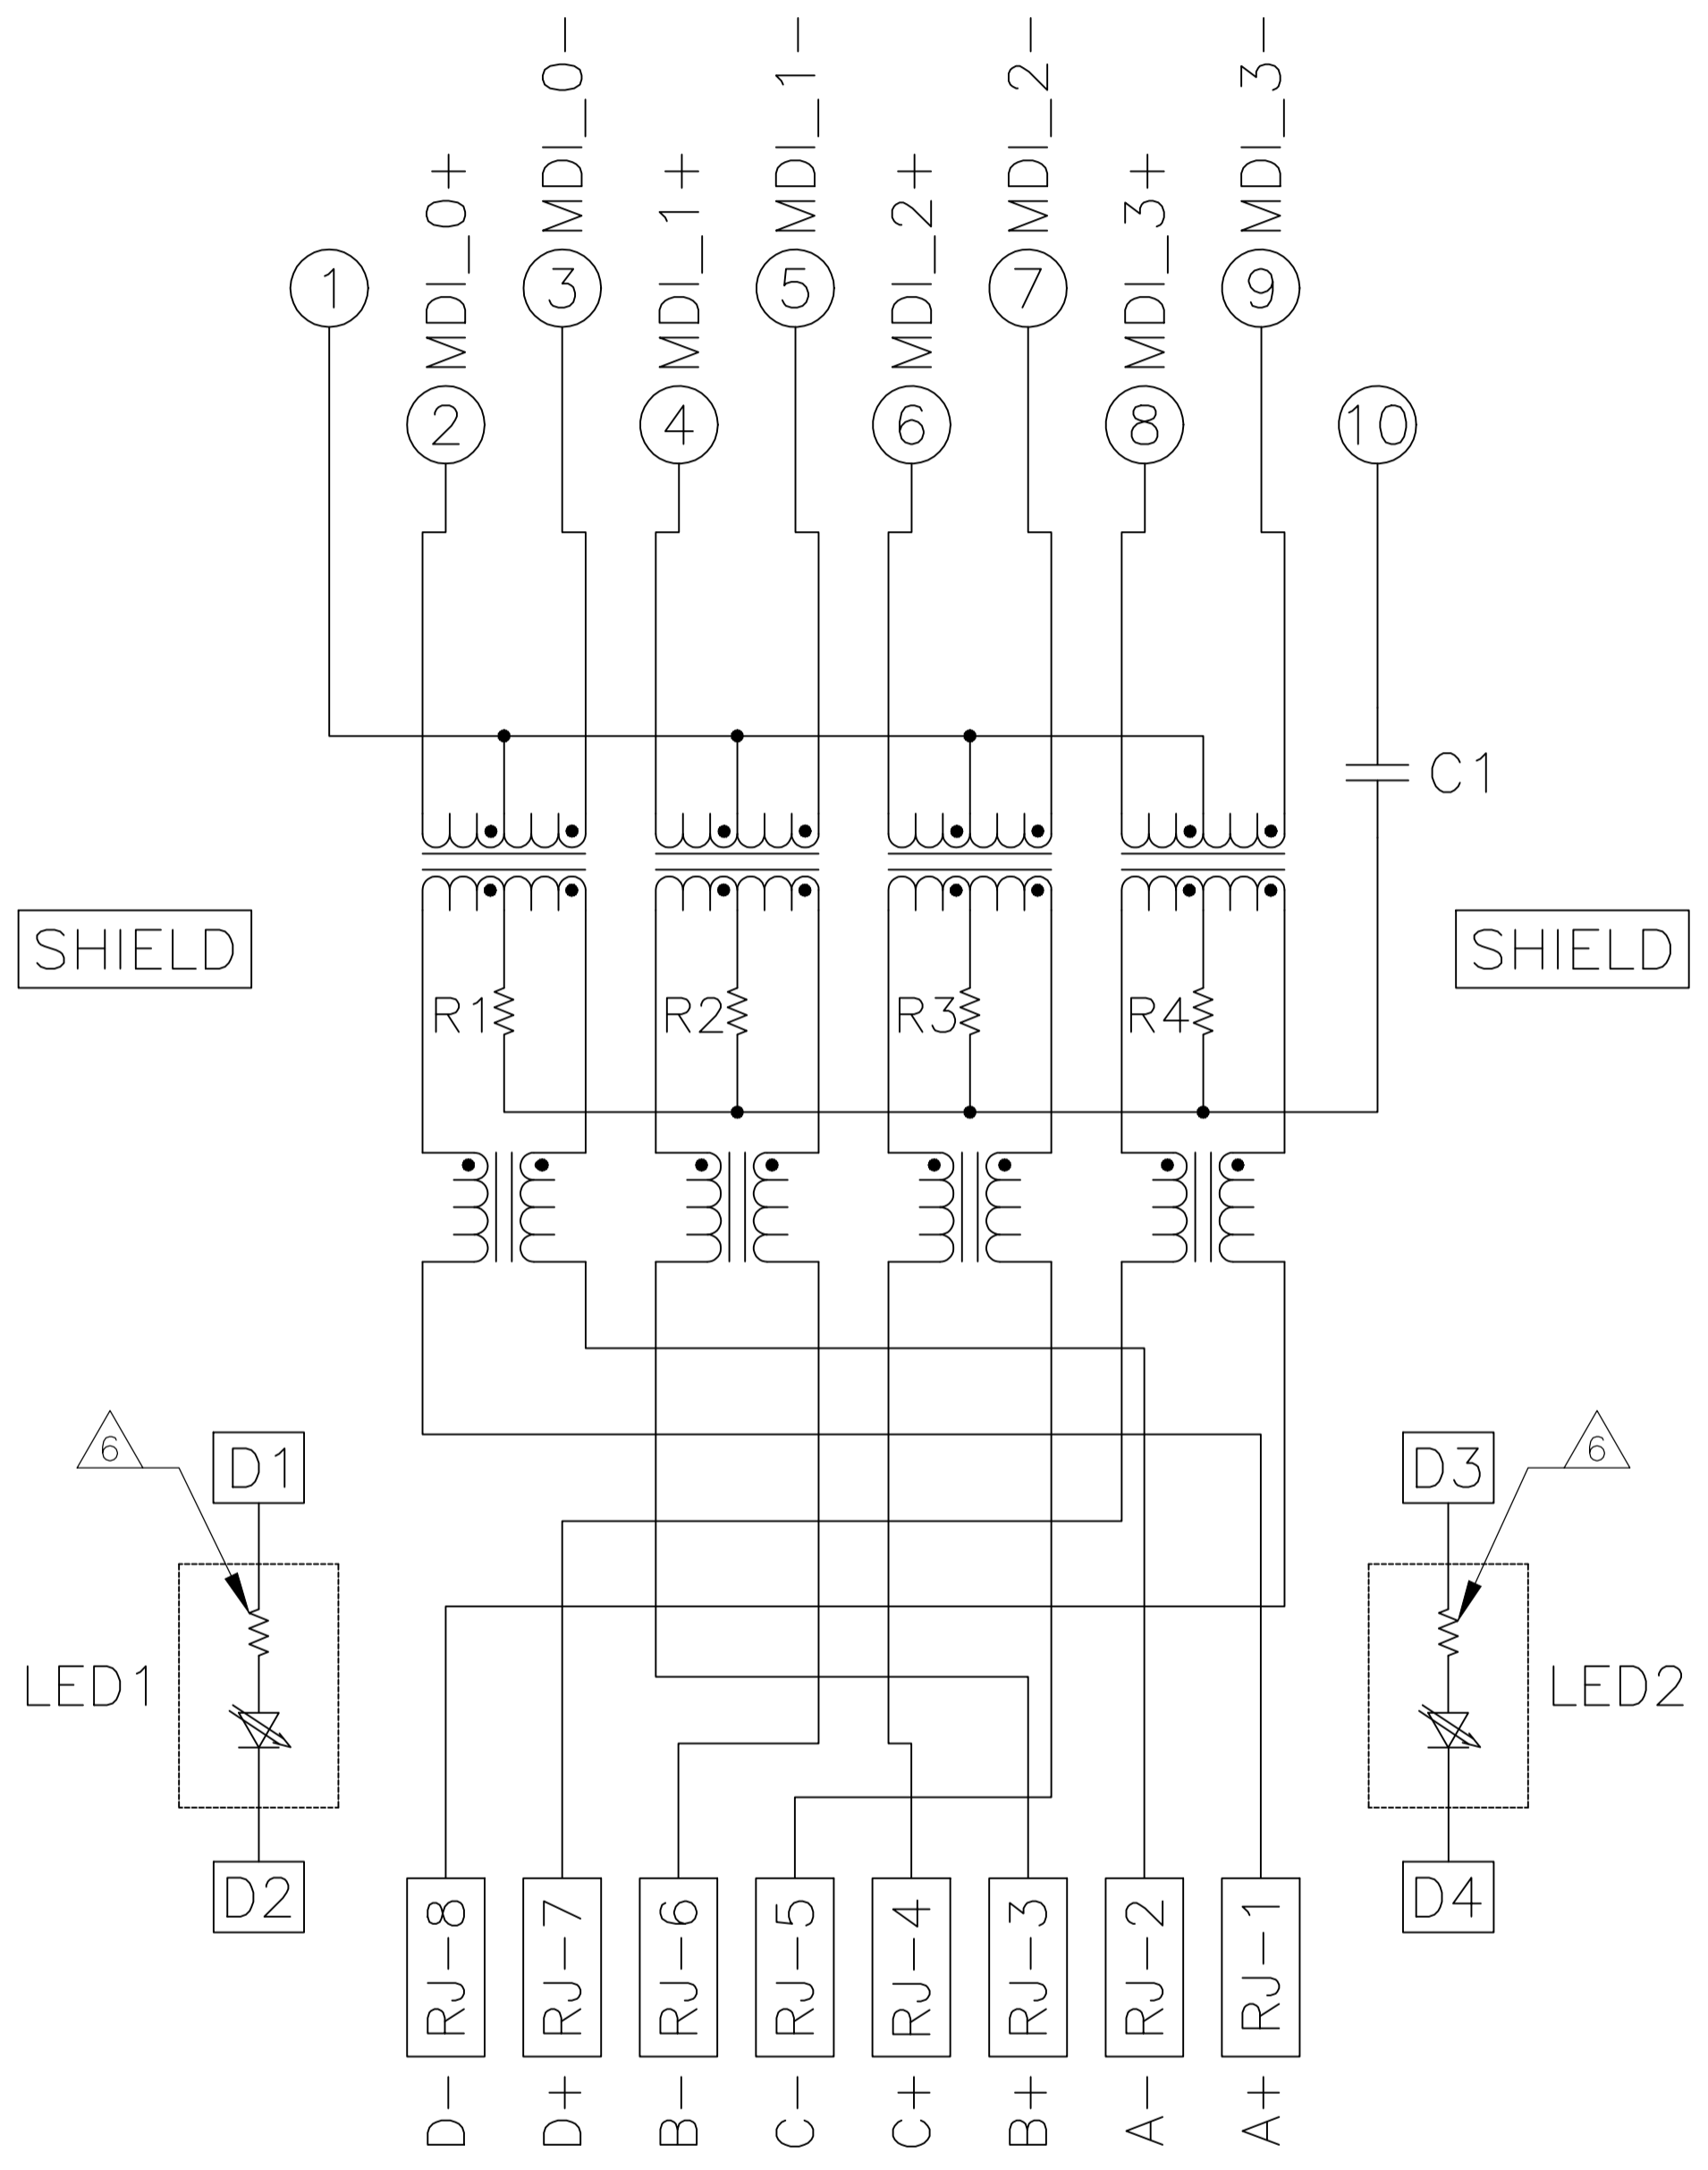 MDI_0+
MDI_0-
MDI_1+
MDI_1-
MDI_2+
MDI_2-
MDI_3+
MDI_3-
1
3
5
7
9
2
4
6
8
10
C1
SHIELD
SHIELD
R1
R2
R3
R4
6
D1
D3
6
LED1
LED2
D2
D4
RJ-8
RJ-7
RJ-6
RJ-5
RJ-4
RJ-3
RJ-2
RJ-1
D-
D+
B-
C-
C+
B+
A-
A+